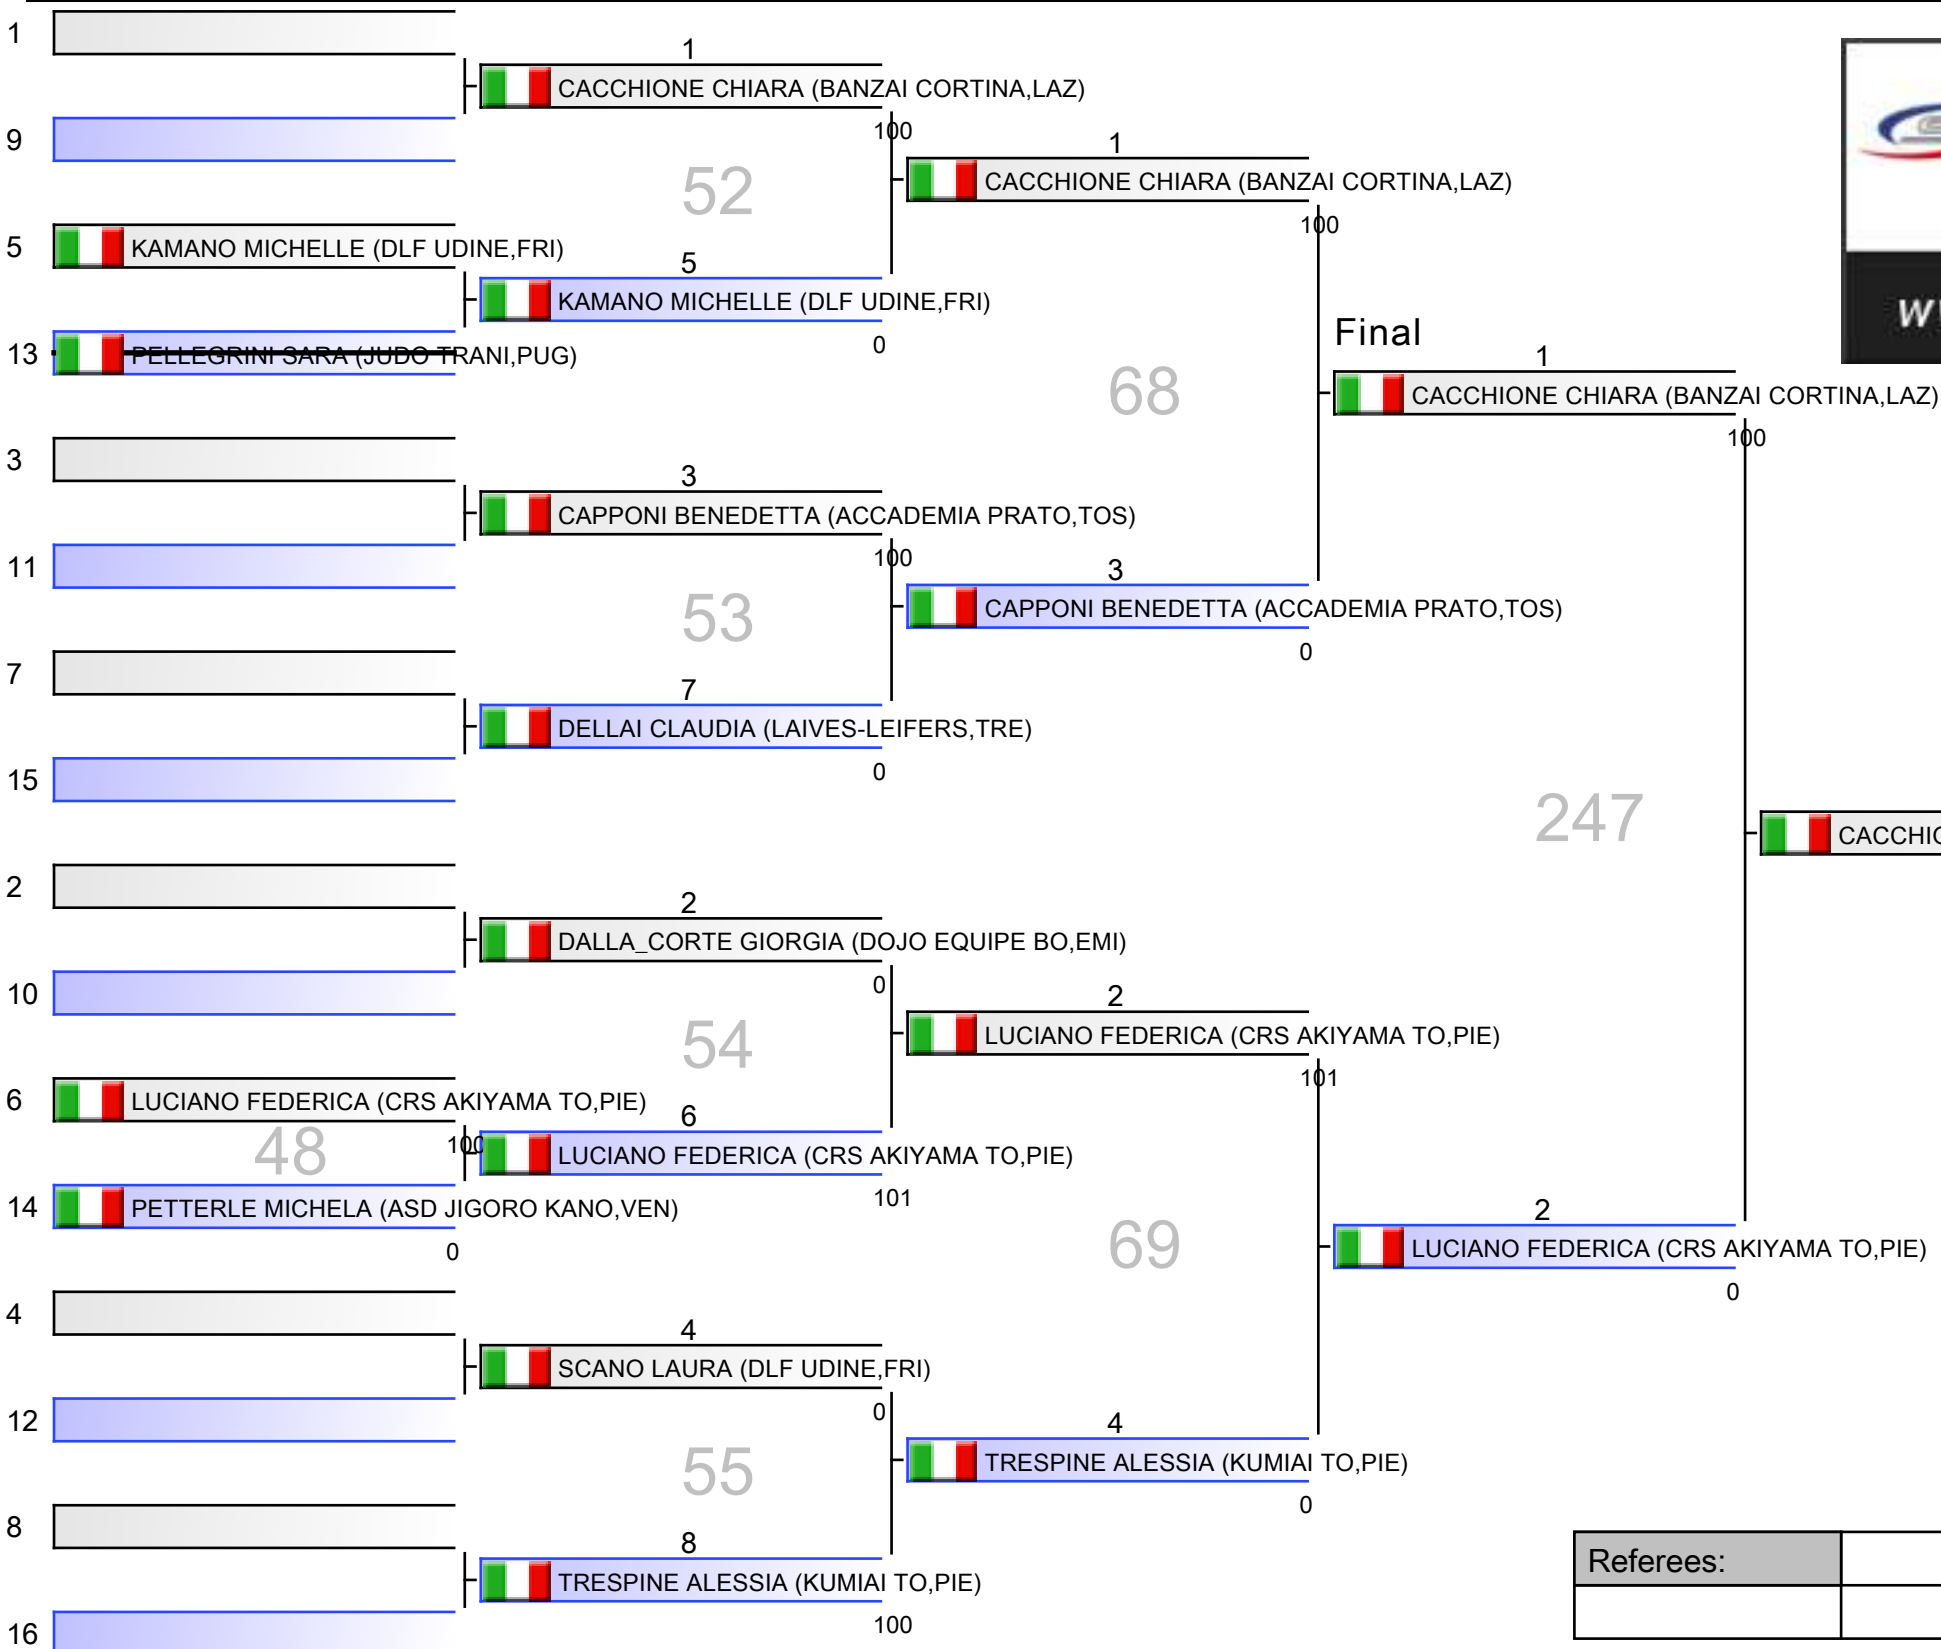 1
1
CACCHIONE CHIARA (BANZAI CORTINA,LAZ)
100
9
52
1
CACCHIONE CHIARA (BANZAI CORTINA,LAZ)
100
5 KAMANO MICHELLE (DLF UDINE,FRI)
5
KAMANO MICHELLE (DLF UDINE,FRI)
0
13 PELLEGRINI SARA (JUDO TRANI,PUG)
68
Final
1
CACCHIONE CHIARA (BANZAI CORTINA,LAZ)
100
3
3
CAPPONI BENEDETTA (ACCADEMIA PRATO,TOS)
100
11
53
3
CAPPONI BENEDETTA (ACCADEMIA PRATO,TOS)
0
7
7
DELLAI CLAUDIA (LAIVES-LEIFERS,TRE)
0
15
247
2
2
DALLA_CORTE GIORGIA (DOJO EQUIPE BO,EMI)
0
10
54
2
LUCIANO FEDERICA (CRS AKIYAMA TO,PIE)
101
6 LUCIANO FEDERICA (CRS AKIYAMA TO,PIE)
48
100
6
LUCIANO FEDERICA (CRS AKIYAMA TO,PIE)
101
14 PETTERLE MICHELA (ASD JIGORO KANO,VEN)
0
69
2
LUCIANO FEDERICA (CRS AKIYAMA TO,PIE)
0
4
4
SCANO LAURA (DLF UDINE,FRI)
0
12
55
4
TRESPINE ALESSIA (KUMIAI TO,PIE)
0
8
8
TRESPINE ALESSIA (KUMIAI TO,PIE)
100
16
Referees: